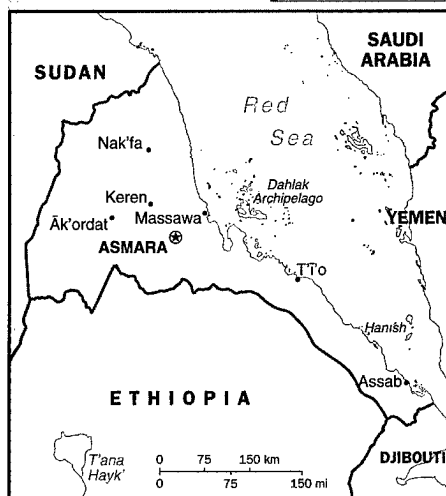 SUDAN
SAUDI
ARABIA
Red
Sea
Nak'fa
Keren
Dahlak
Archipelago
Āk'ordat
Massawa
YEMEN
ASMARA
T'i'o
Hanish
Assab
ETHIOPIA
T'ana
Hayk'
DJIBOUTI
0 75 150 km
0 75 150 mi